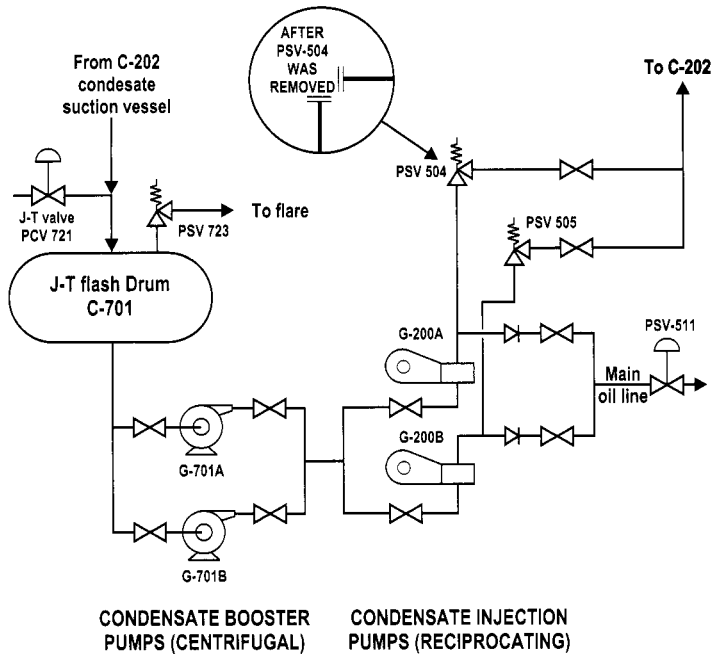 AFTER
PSV-504
WAS
REMOVED
From C-202
condesate
suction vessel
To C-202
PSV 504
J-T valve
PCV 721
PSV 723
To flare
PSV 505
J-T flash Drum
C-701
G-200A
PSV-511
Main
oil line
G-200B
G-701A
G-701B
CONDENSATE BOOSTER
PUMPS (CENTRIFUGAL)
CONDENSATE INJECTION
PUMPS (RECIPROCATING)